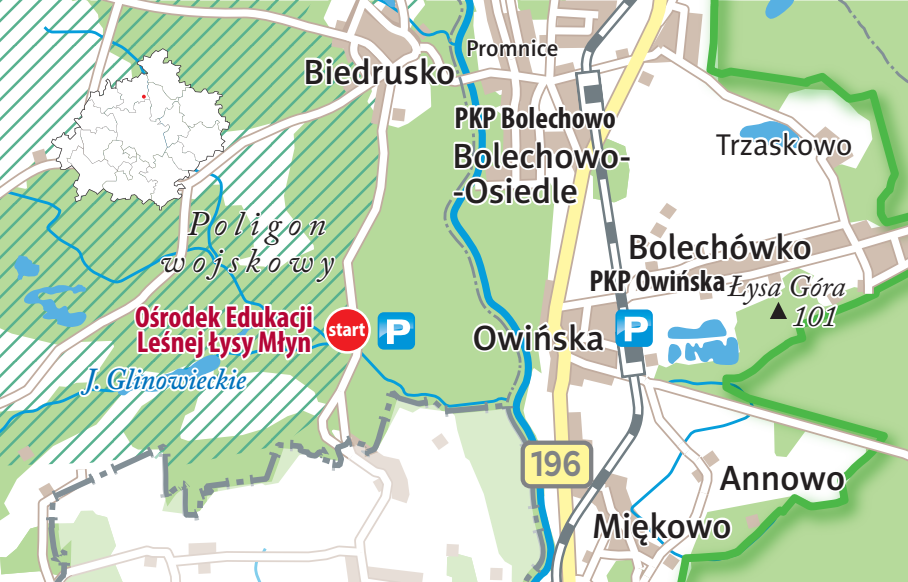 Promnice
Biedrusko
PKP Bolechowo
Bolechowo-
-Osiedle
Trzaskowo
Poligon
wojskowy
Bolechówko
PKP Owińska
Łysa Góra
101
Ośrodek Edukacji
Leśnej Łysy Młyn
start
P
Owińska
P
J. Glinowieckie
196
Annowo
Miękowo